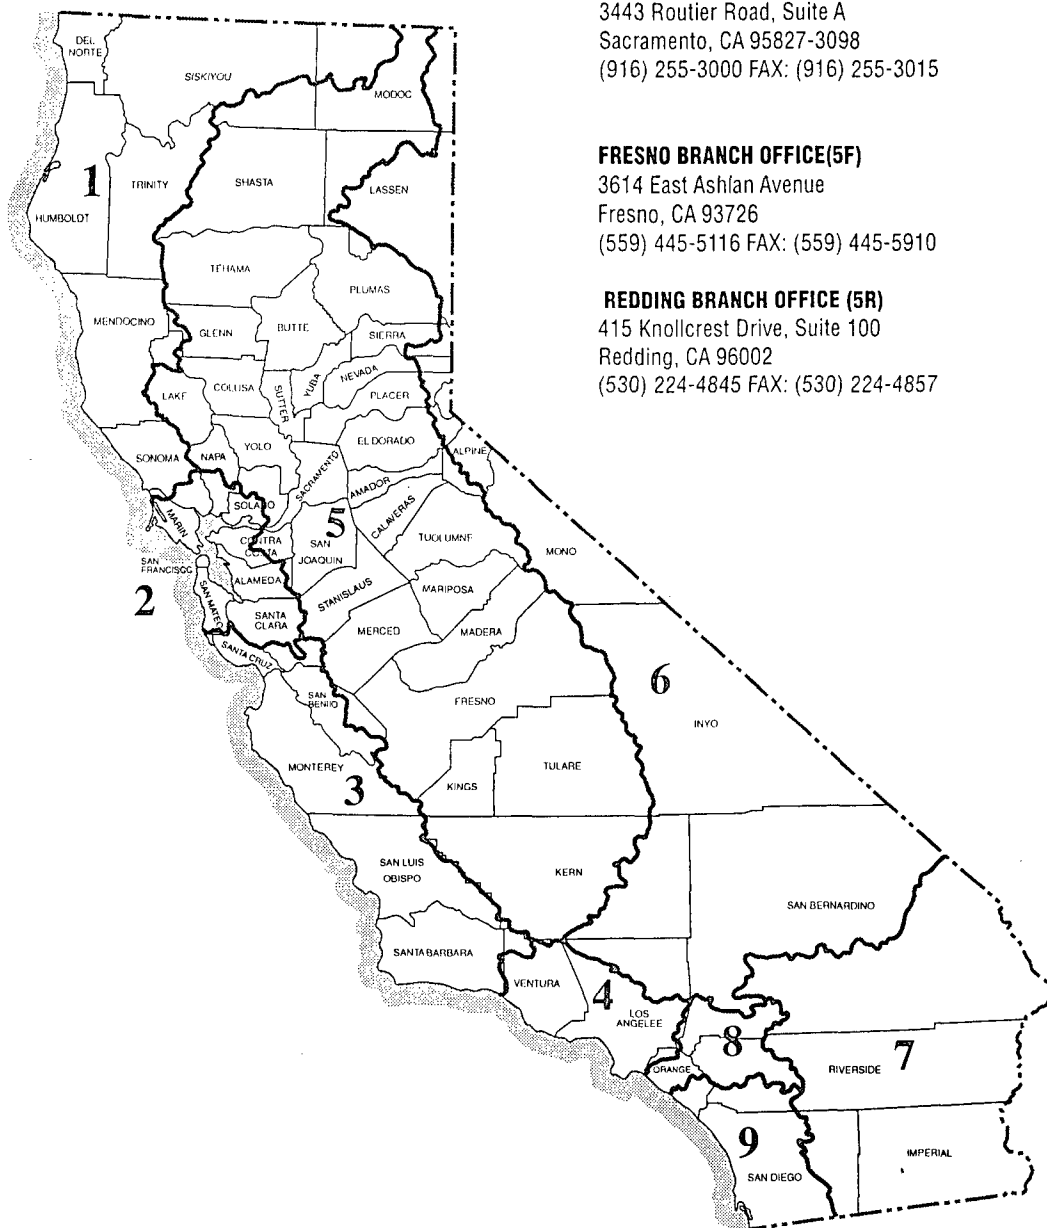 3443 Routier Road, Suite A
Sacramento, CA 95827-3098
(916) 255-3000 FAX: (916) 255-3015
FRESNO BRANCH OFFICE(5F)
3614 East Ashlan Avenue
Fresno, CA 93726
(559) 445-5116 FAX: (559) 445-5910
REDDING BRANCH OFFICE (5R)
415 Knollcrest Drive, Suite 100
Redding, CA 96002
(530) 224-4845 FAX: (530) 224-4857
DEL
NORTE
SISKIYOU
MODOC
1
HUMBOLDT
TRINITY
SHASTA
LASSEN
TEHAMA
PLUMAS
MENDOCINO
GLENN
BUTTE
SIERRA
LAKE
COLUSA
SUTTER
YUBA
NEVADA
PLACER
SONOMA
NAPA
YOLO
EL DORADO
ALPINE
SACRAMENTO
AMADOR
SOLANO
MARIN
5
CALAVERAS
CONTRA
COSTA
SAN
JOAQUIN
TUOLUMNE
MONO
SAN
FRANCISCO
ALAMEDA
2
SAN MATEO
STANISLAUS
MARIPOSA
SANTA
CLARA
MERCED
MADERA
SANTA CRUZ
6
SAN
BENITO
FRESNO
INYO
MONTEREY
3
KINGS
TULARE
SAN LUIS
OBISPO
KERN
SAN BERNARDINO
SANTA BARBARA
VENTURA
4
LOS
ANGELEE
8
7
ORANGE
RIVERSIDE
9
SAN DIEGO
IMPERIAL